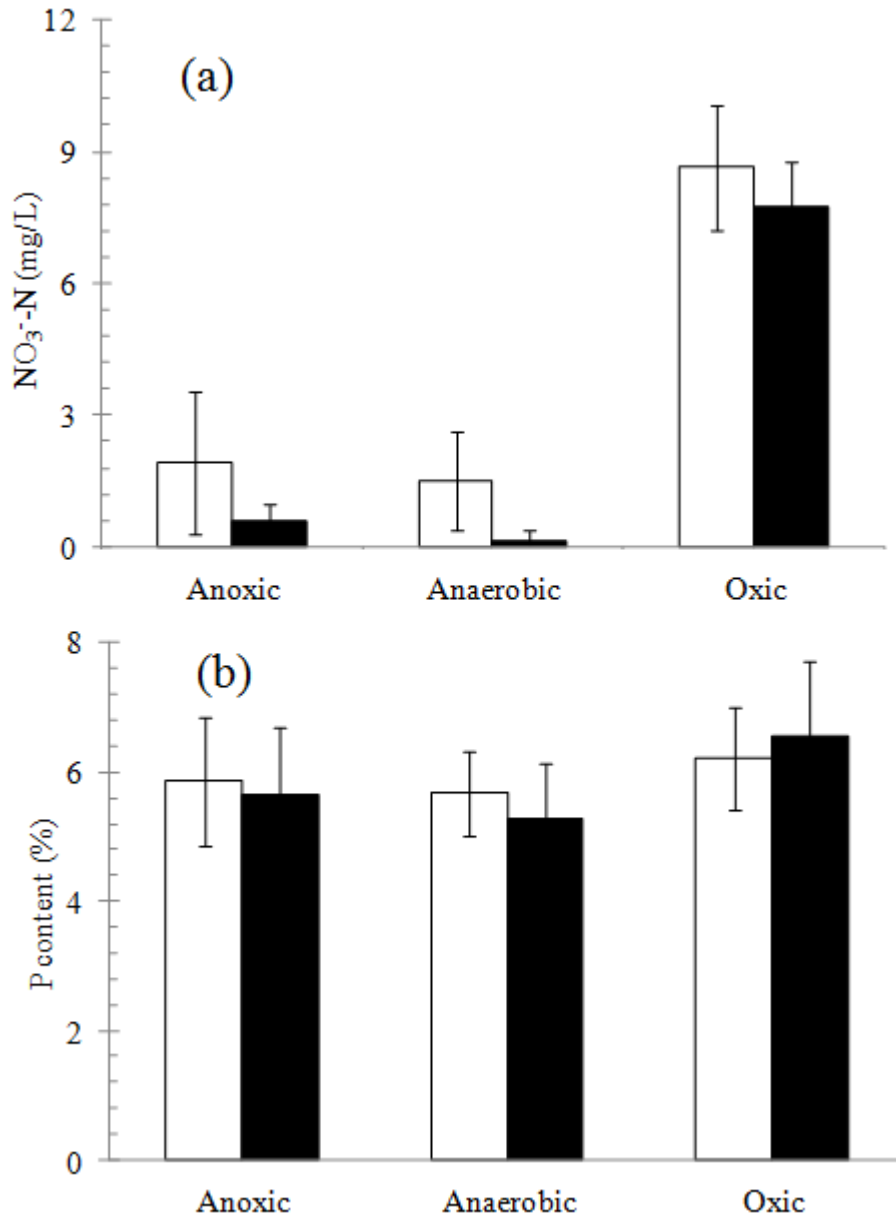 12
(a)
9
NO₃⁻-N (mg/L)
6
3
0
Anoxic Anaerobic Oxic
8
(b)
6
P content (%)
4
2
0
Anoxic Anaerobic Oxic